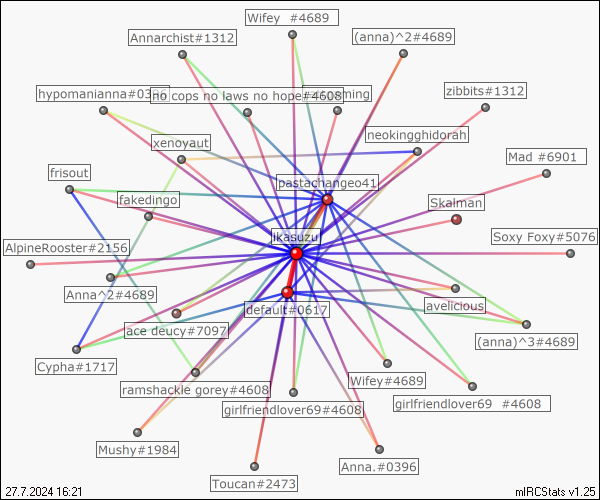 Wifey  #4689
Annarchist#1312
(anna)^2#4689
hypomanianna#0396
no cops no laws no hope#4608
zibbits#1312
neokingghidorah
xenoyaut
Mad #6901
frisout
pastachangeo41
fakedingo
Skalman
ikasuzu
AlpineRooster#2156
Soxy Foxy#5076
Anna^2#4689
avelicious
default#0617
ace deucy#7097
(anna)^3#4689
Cypha#1717
Wifey#4689
ramshackle gorey#4608
girlfriendlover69#4608
girlfriendlover69  #4608
Mushy#1984
Anna.#0396
Toucan#2473
27.7.2024 16:21
mIRCStats v1.25